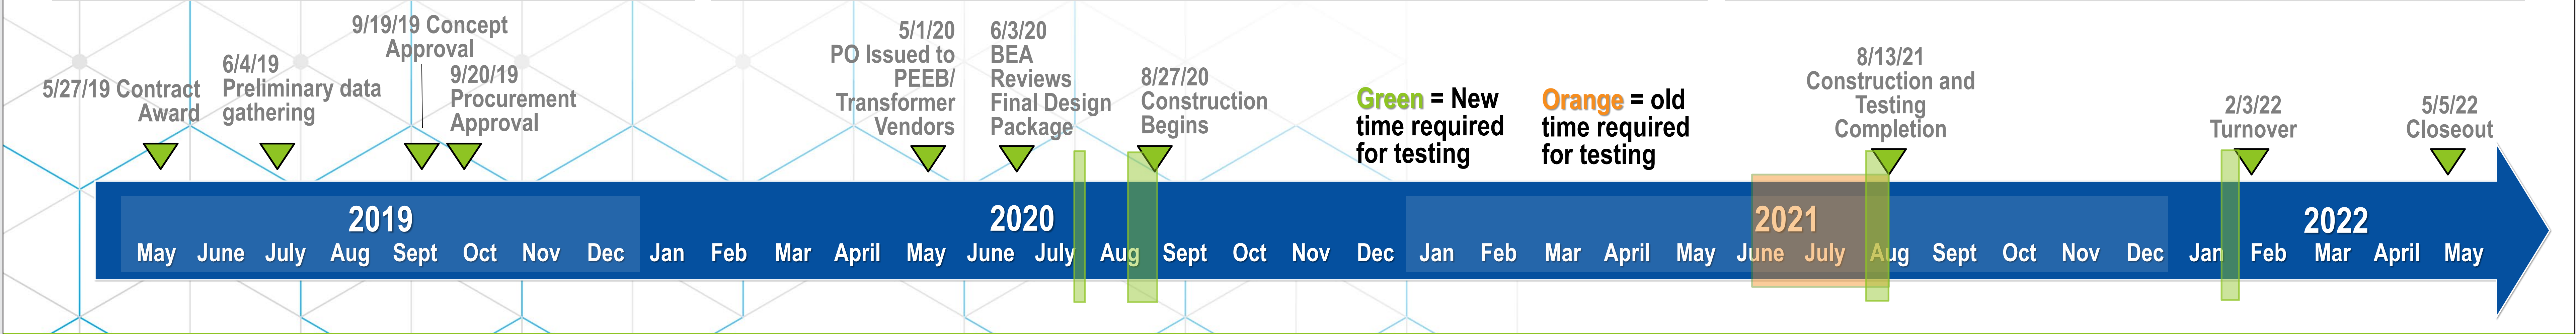 5/27/19 Contract
Award
6/4/19
Preliminary data
gathering
9/19/19 Concept
Approval
9/20/19
Procurement
Approval
5/1/20
PO Issued to
PEEB/
Transformer
Vendors
6/3/20
BEA
Reviews
Final Design
Package
8/27/20
Construction
Begins
Green = New
time required
for testing
Orange = old
time required
for testing
8/13/21
Construction and
Testing
Completion
2/3/22
Turnover
5/5/22
Closeout
2019
May June July Aug Sept Oct Nov Dec
2020
Jan Feb Mar April May June July Aug Sept Oct Nov Dec
2021
Jan Feb Mar April May June July Aug Sept Oct Nov Dec
2022
Jan Feb Mar April May